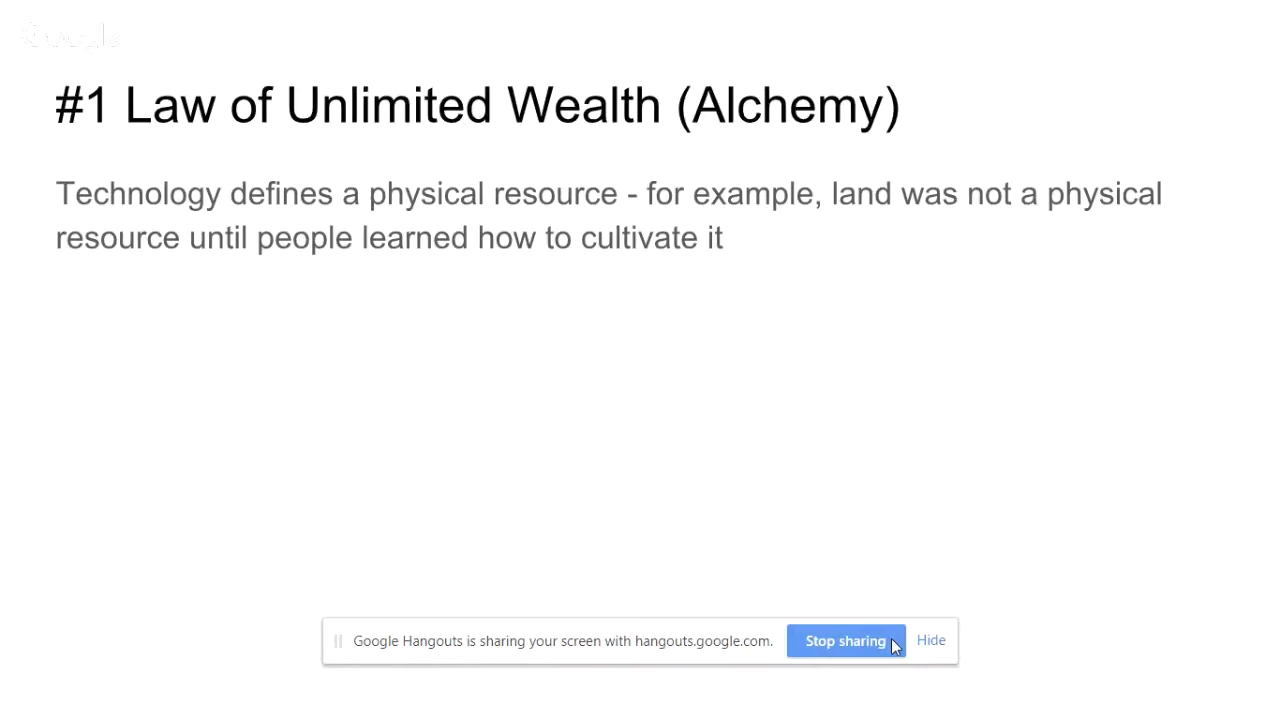 Google
#1 Law of Unlimited Wealth (Alchemy)
Technology defines a physical resource - for example, land was not a physical
resource until people learned how to cultivate it
Google Hangouts is sharing your screen with hangouts.google.com. Stop sharing Hide